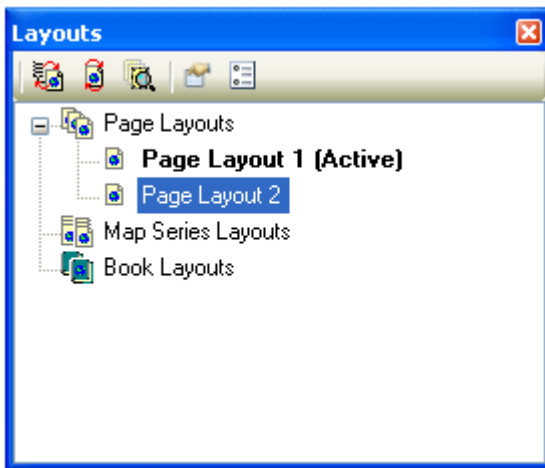 Layouts
Page Layouts
Page Layout 1 (Active)
Page Layout 2
Map Series Layouts
Book Layouts